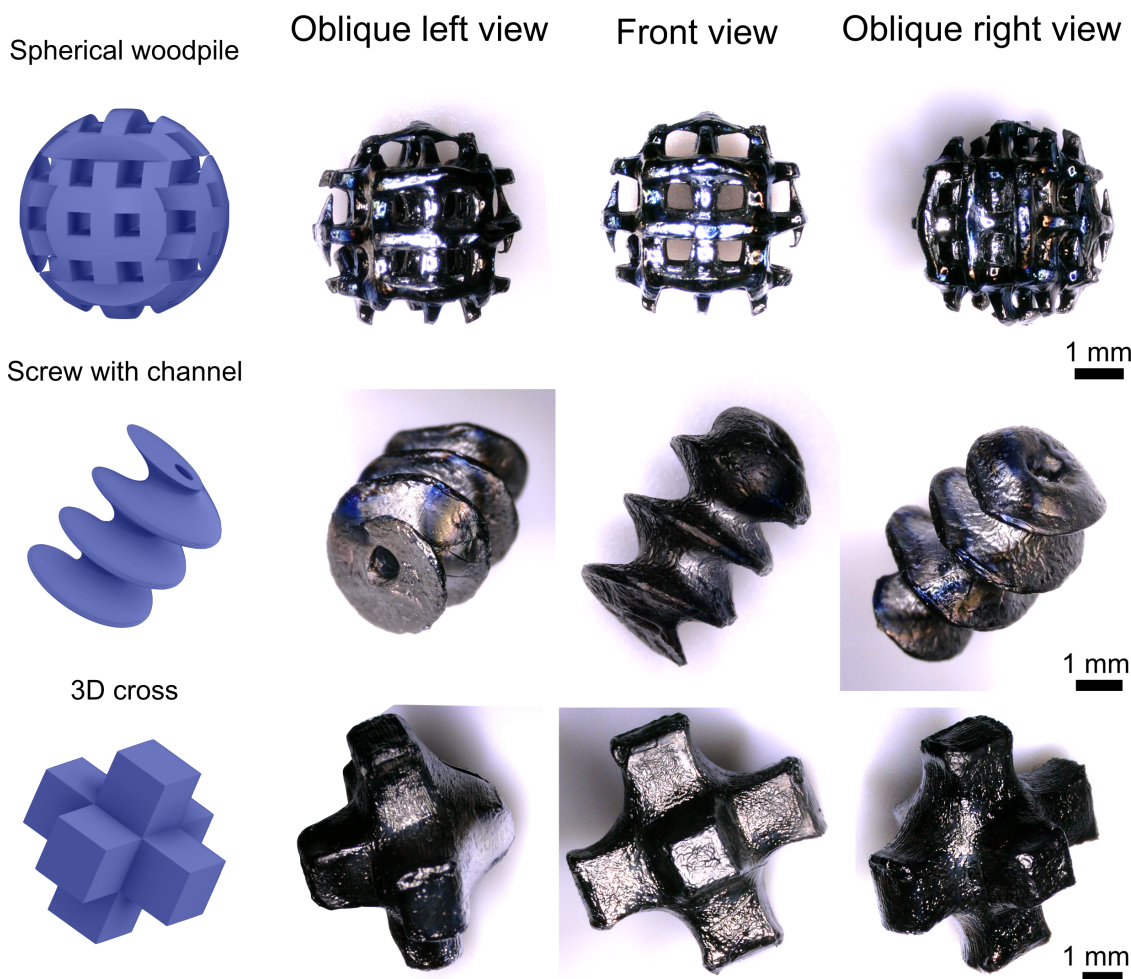 Oblique left view
Front view
Oblique right view
Spherical woodpile
1 mm
Screw with channel
1 mm
3D cross
1 mm